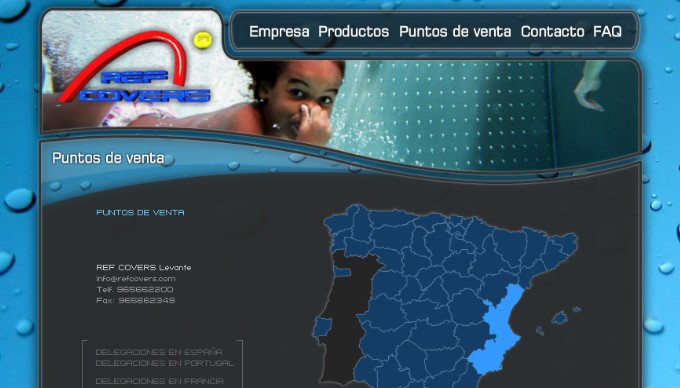 Empresa Productos Puntos de venta Contacto FAQ
REF
COVERS
Puntos de venta
PUNTOS DE VENTA
REF COVERS Levante
info@refcovers.com
Telf: 965662200
Fax: 965662349
DELEGACIONES EN ESPAÑA
DELEGACIONES EN PORTUGAL
DELEGACIONES EN FRANCIA